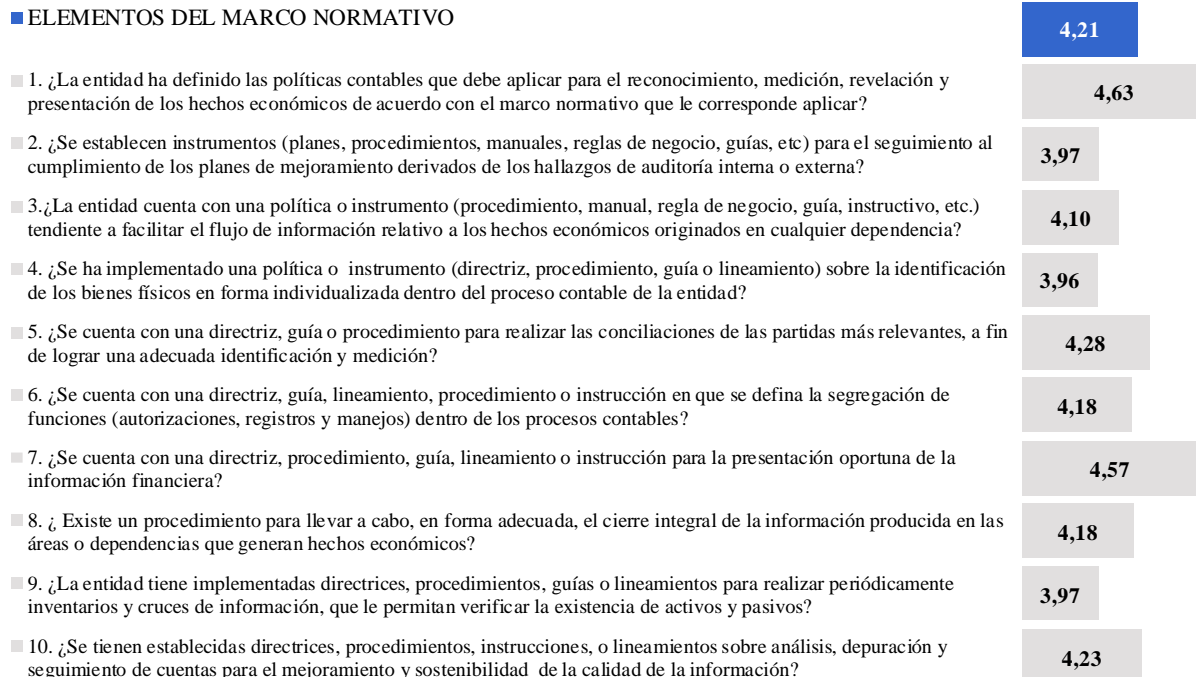 ELEMENTOS DEL MARCO NORMATIVO
4,21
1. ¿La entidad ha definido las políticas contables que debe aplicar para el reconocimiento, medición, revelación y
presentación de los hechos económicos de acuerdo con el marco normativo que le corresponde aplicar?
4,63
2. ¿Se establecen instrumentos (planes, procedimientos, manuales, reglas de negocio, guías, etc) para el seguimiento al
cumplimiento de los planes de mejoramiento derivados de los hallazgos de auditoría interna o externa?
3,97
3.¿La entidad cuenta con una política o instrumento (procedimiento, manual, regla de negocio, guía, instructivo, etc.)
tendiente a facilitar el flujo de información relativo a los hechos económicos originados en cualquier dependencia?
4,10
4. ¿Se ha implementado una política o instrumento (directriz, procedimiento, guía o lineamiento) sobre la identificación
de los bienes físicos en forma individualizada dentro del proceso contable de la entidad?
3,96
5. ¿Se cuenta con una directriz, guía o procedimiento para realizar las conciliaciones de las partidas más relevantes, a fin
de lograr una adecuada identificación y medición?
4,28
6. ¿Se cuenta con una directriz, guía, lineamiento, procedimiento o instrucción en que se defina la segregación de
funciones (autorizaciones, registros y manejos) dentro de los procesos contables?
4,18
7. ¿Se cuenta con una directriz, procedimiento, guía, lineamiento o instrucción para la presentación oportuna de la
información financiera?
4,57
8. ¿ Existe un procedimiento para llevar a cabo, en forma adecuada, el cierre integral de la información producida en las
áreas o dependencias que generan hechos económicos?
4,18
9. ¿La entidad tiene implementadas directrices, procedimientos, guías o lineamientos para realizar periódicamente
inventarios y cruces de información, que le permitan verificar la existencia de activos y pasivos?
3,97
10. ¿Se tienen establecidas directrices, procedimientos, instrucciones, o lineamientos sobre análisis, depuración y
seguimiento de cuentas para el mejoramiento y sostenibilidad de la calidad de la información?
4,23